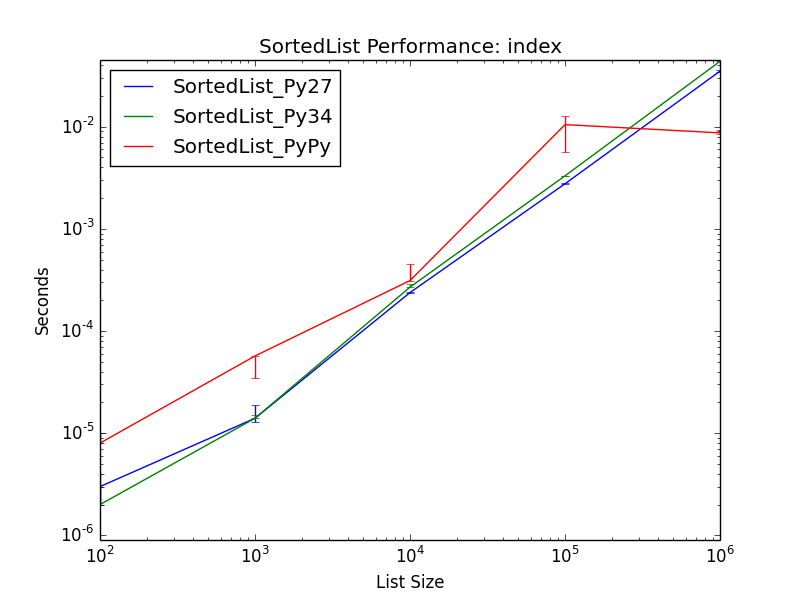 SortedList Performance: index
SortedList_Py27
SortedList_Py34
SortedList_PyPy
10^-2
10^-3
10^-4
10^-5
10^-6
Seconds
10^2 10^3 10^4 10^5 10^6
List Size